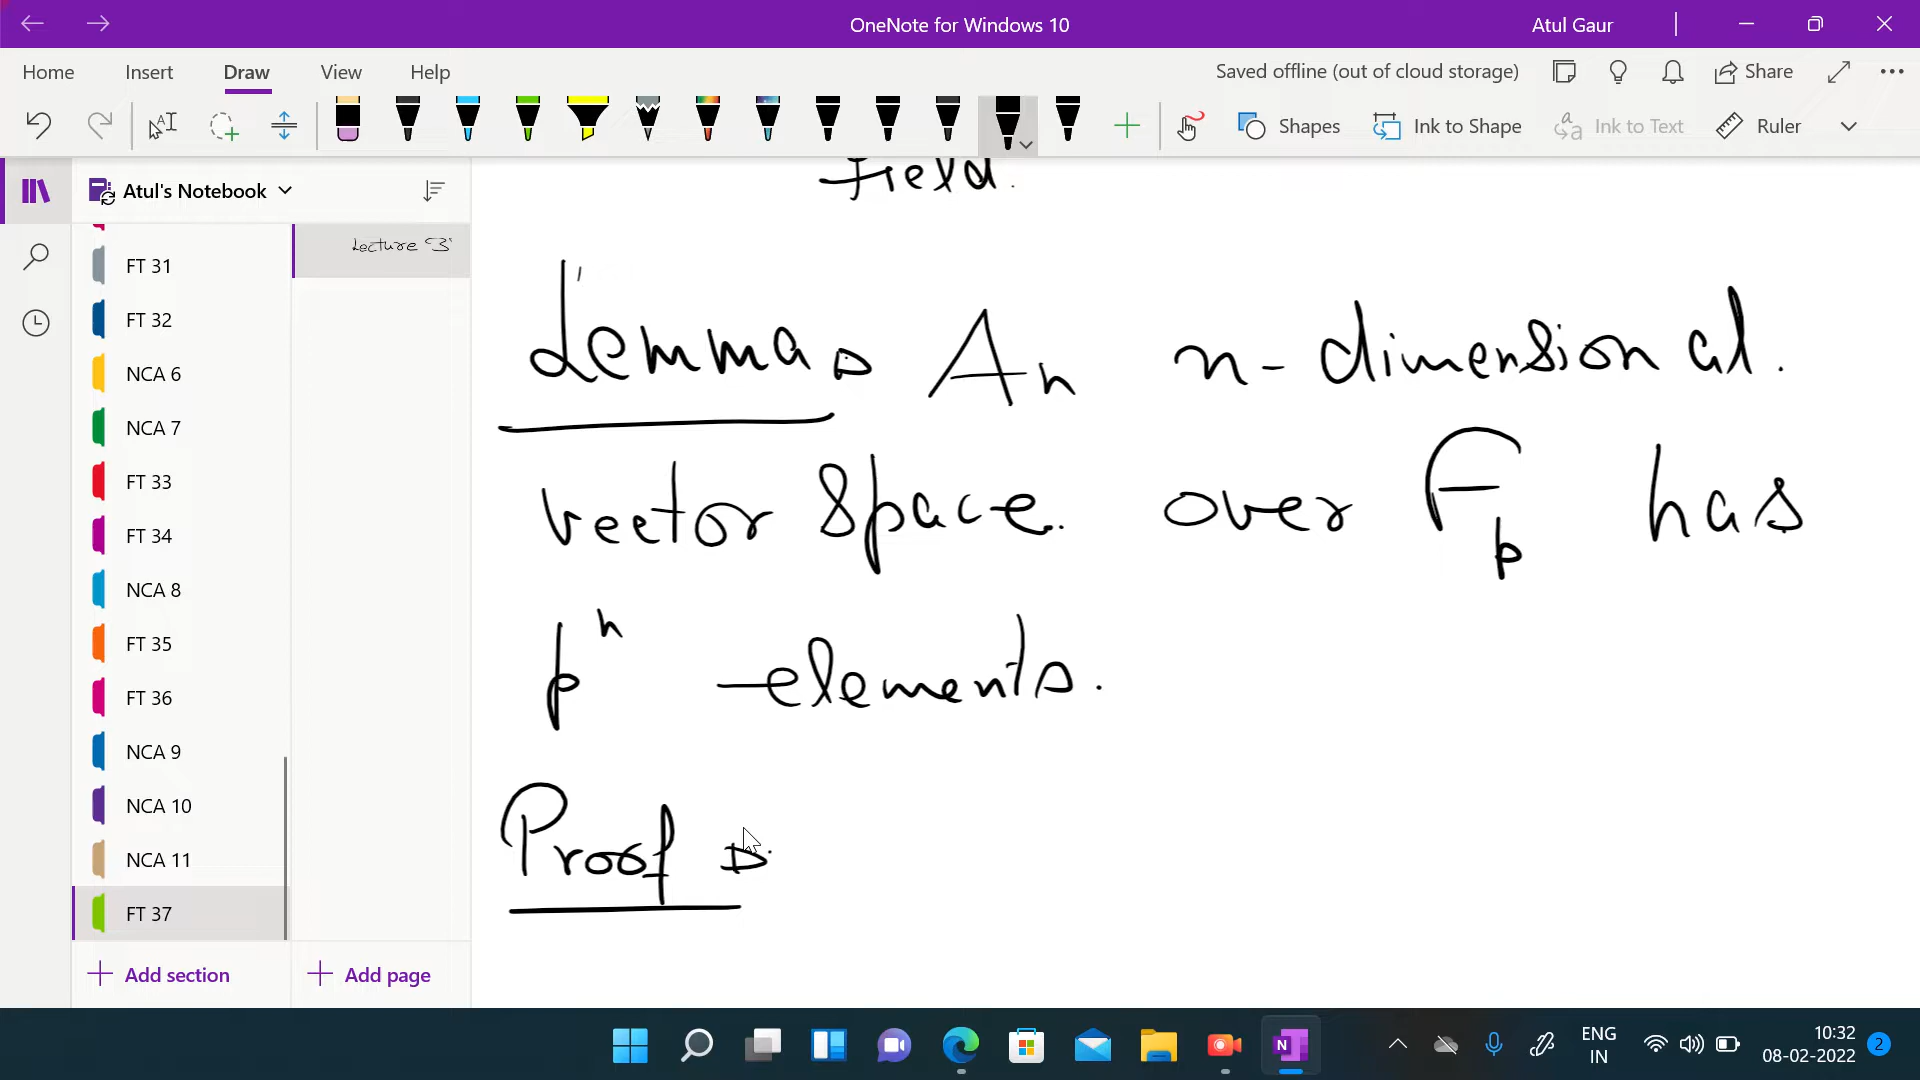 OneNote for Windows 10
Atul Gaur
Home Insert Draw View Help
Saved offline (out of cloud storage)
Share
Shapes
Ink to Shape
Ink to Text
Ruler
Atul's Notebook
FT 31
FT 32
NCA 6
NCA 7
FT 33
FT 34
NCA 8
FT 35
FT 36
NCA 9
NCA 10
NCA 11
FT 37
Add section
Add page
Lecture 3
field.
Lemma An n-dimensional
vector space over F_p has
p^n elements.
Proof
ENG
IN
10:32
08-02-2022
2